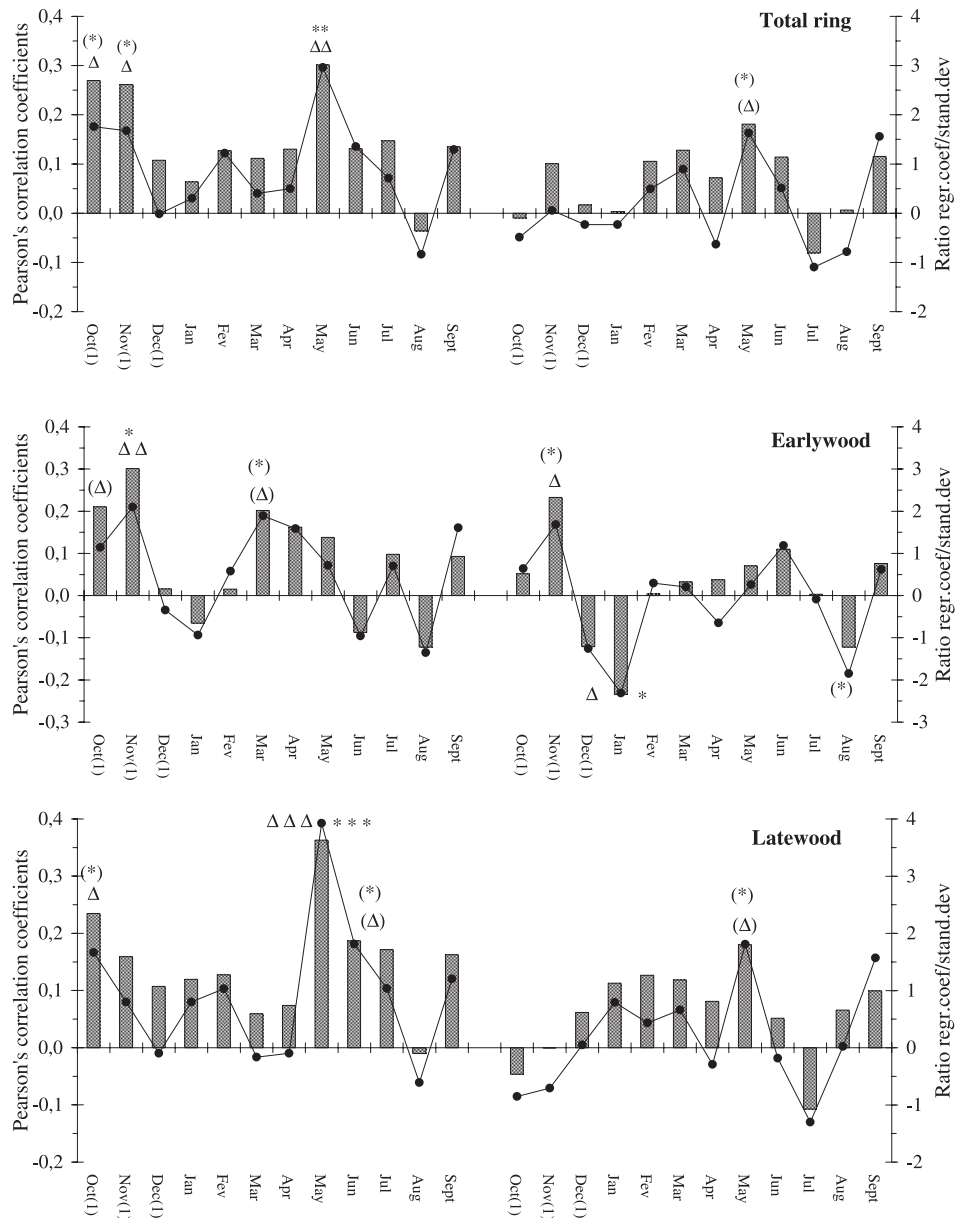 Total ring
Pearson's correlation coefficients
0,4
0,3
0,2
0,1
0,0
-0,1
-0,2
(*) (*) ** (*)
Δ Δ ΔΔ (Δ)
4
3
2
1
0
-1
-2
Ratio regr.coef/stand.dev
Oct(1) Nov(1) Dec(1) Jan Fev Mar Apr May Jun Jul Aug Sept Oct(1) Nov(1) Dec(1) Jan Fev Mar Apr May Jun Jul Aug Sept
Earlywood
Pearson's correlation coefficients
0,4
0,3
0,2
0,1
0,0
-0,1
-0,2
-0,3
* (*) (*)
(Δ) Δ Δ (Δ) Δ
Δ * (*)
4
3
2
1
0
-1
-2
-3
Ratio regr.coef/stand.dev
Oct(1) Nov(1) Dec(1) Jan Fev Mar Apr May Jun Jul Aug Sept Oct(1) Nov(1) Dec(1) Jan Fev Mar Apr May Jun Jul Aug Sept
Latewood
Pearson's correlation coefficients
0,4
0,3
0,2
0,1
0,0
-0,1
-0,2
Δ Δ Δ * * *
(*) (*) (*)
Δ (Δ) (Δ)
4
3
2
1
0
-1
-2
Ratio regr.coef/stand.dev
Oct(1) Nov(1) Dec(1) Jan Fev Mar Apr May Jun Jul Aug Sept Oct(1) Nov(1) Dec(1) Jan Fev Mar Apr May Jun Jul Aug Sept